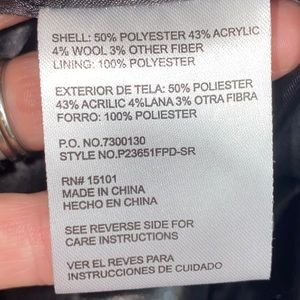 SHELL: 50% POLYESTER 43% ACRYLIC
4% WOOL 3% OTHER FIBER
LINING: 100% POLYESTER
EXTERIOR DE TELA: 50% POLIESTER
43% ACRILIC 4%LANA 3% OTRA FIBRA
FORRO: 100% POLIESTER
P.O. NO.7300130
STYLE NO.P23651FPD-SR
RN# 15101
MADE IN CHINA
HECHO EN CHINA
SEE REVERSE SIDE FOR
CARE INSTRUCTIONS
VER EL REVES PARA
INSTRUCCIONES DE CUIDADO